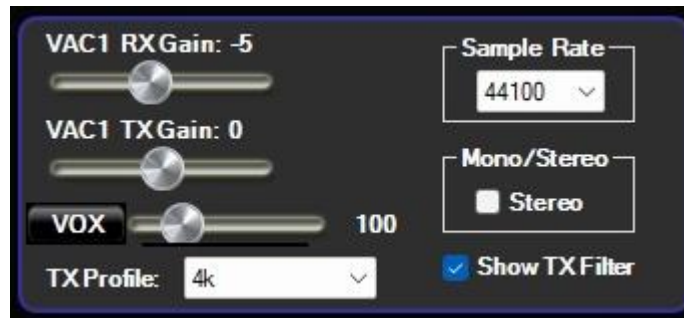 VAC1 RX Gain: -5
VAC1 TX Gain: 0
VOX 100
TX Profile: 4k
Sample Rate
44100
Mono/Stereo
Stereo
Show TX Filter